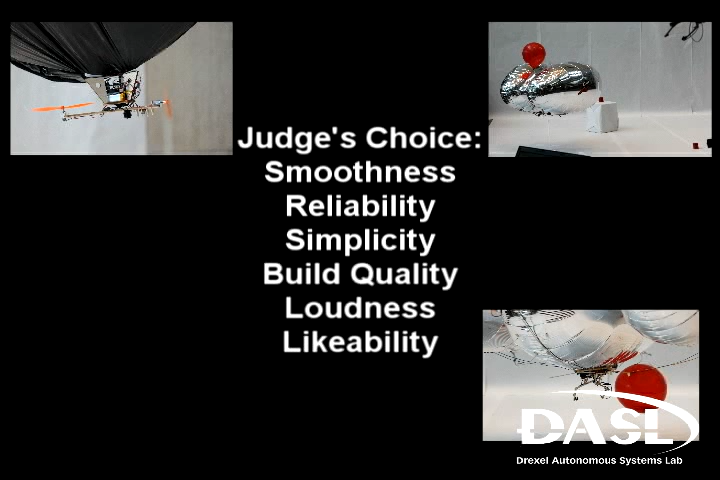 Judge's Choice:
Smoothness
Reliability
Simplicity
Build Quality
Loudness
Likeability
DASL
Drexel Autonomous Systems Lab